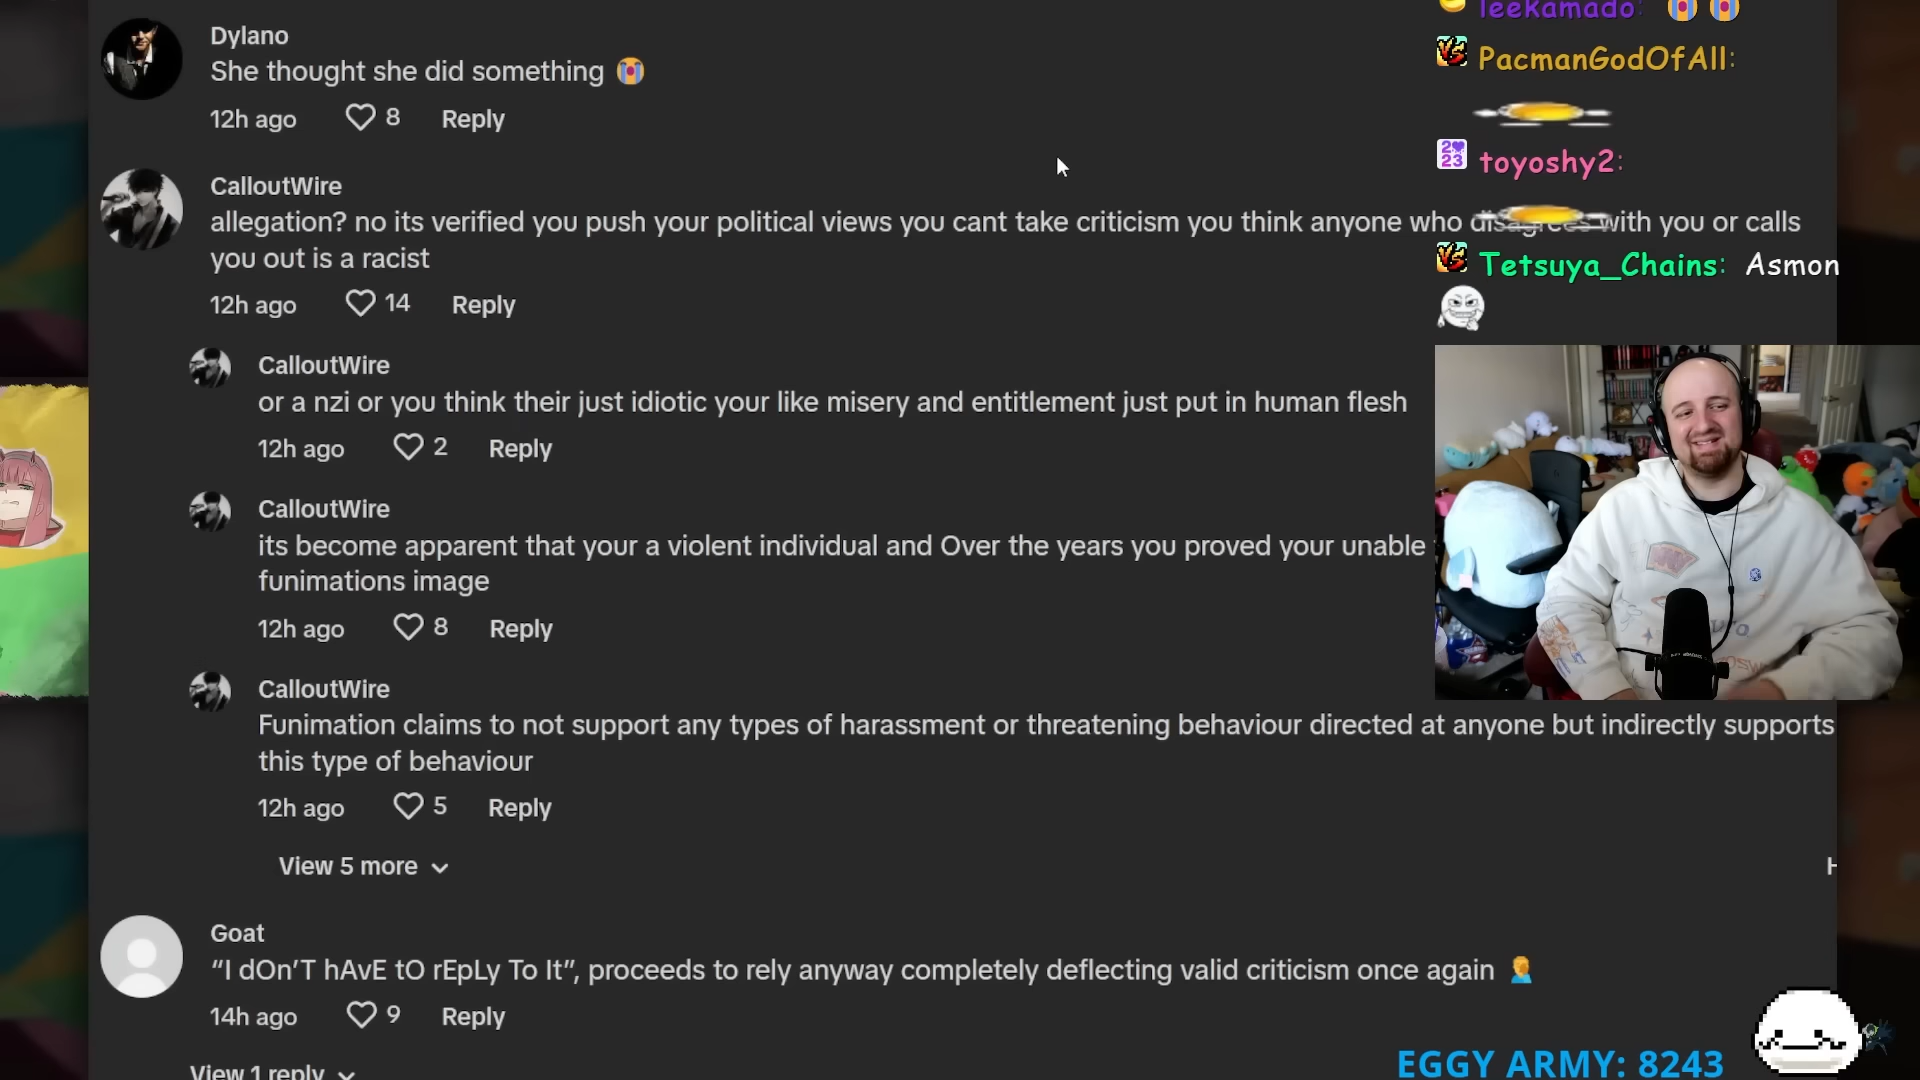 Dylano
She thought she did something 😭
12h ago 8 Reply
CalloutWire
allegation? no its verified you push your political views you cant take criticism you think anyone who disagrees with you or calls
you out is a racist
12h ago 14 Reply
CalloutWire
or a nzi or you think their just idiotic your like misery and entitlement just put in human flesh
12h ago 2 Reply
CalloutWire
its become apparent that your a violent individual and Over the years you proved your unable
funimations image
12h ago 8 Reply
CalloutWire
Funimation claims to not support any types of harassment or threatening behaviour directed at anyone but indirectly supports
this type of behaviour
12h ago 5 Reply
View 5 more
Goat
“I dOn’T hAvE tO rEpLy To It”, proceeds to rely anyway completely deflecting valid criticism once again 🤦
14h ago 9 Reply
View 1 reply
leekamado: 😭 😭
PacmanGodOfAll:
toyoshy2:
Tetsuya_Chains: Asmon
EGGY ARMY: 8243